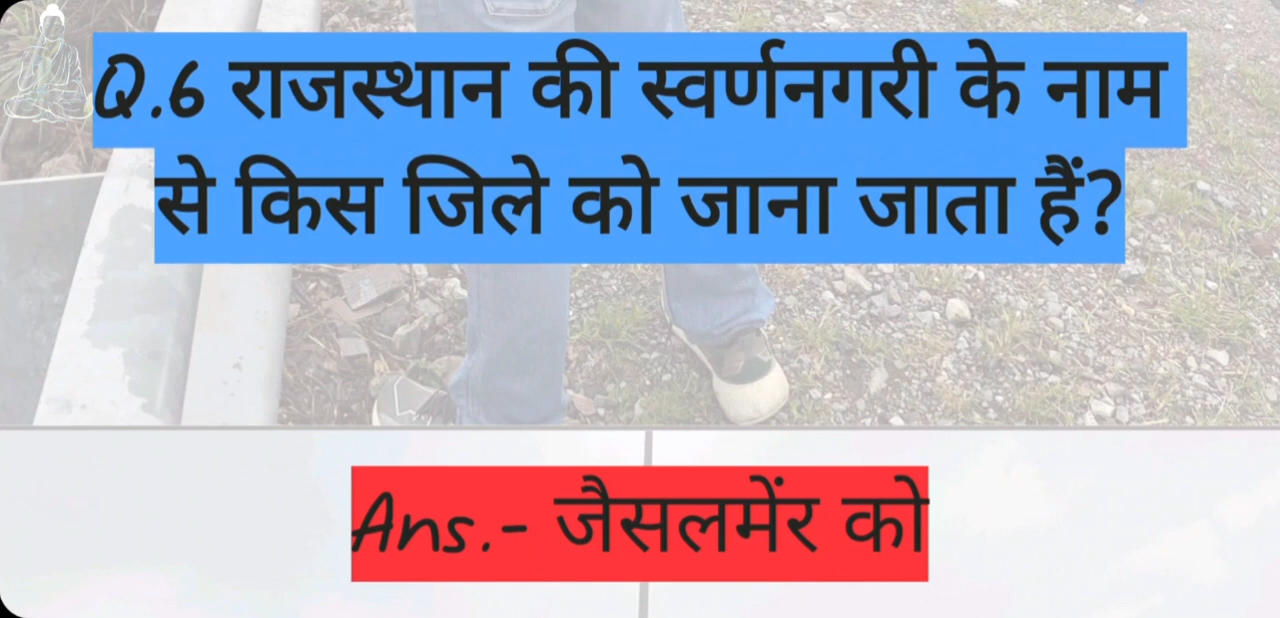 Q.6 राजस्थान की स्वर्णनगरी के नाम
से किस जिले को जाना जाता हैं?
Ans.- जैसलमेंर को